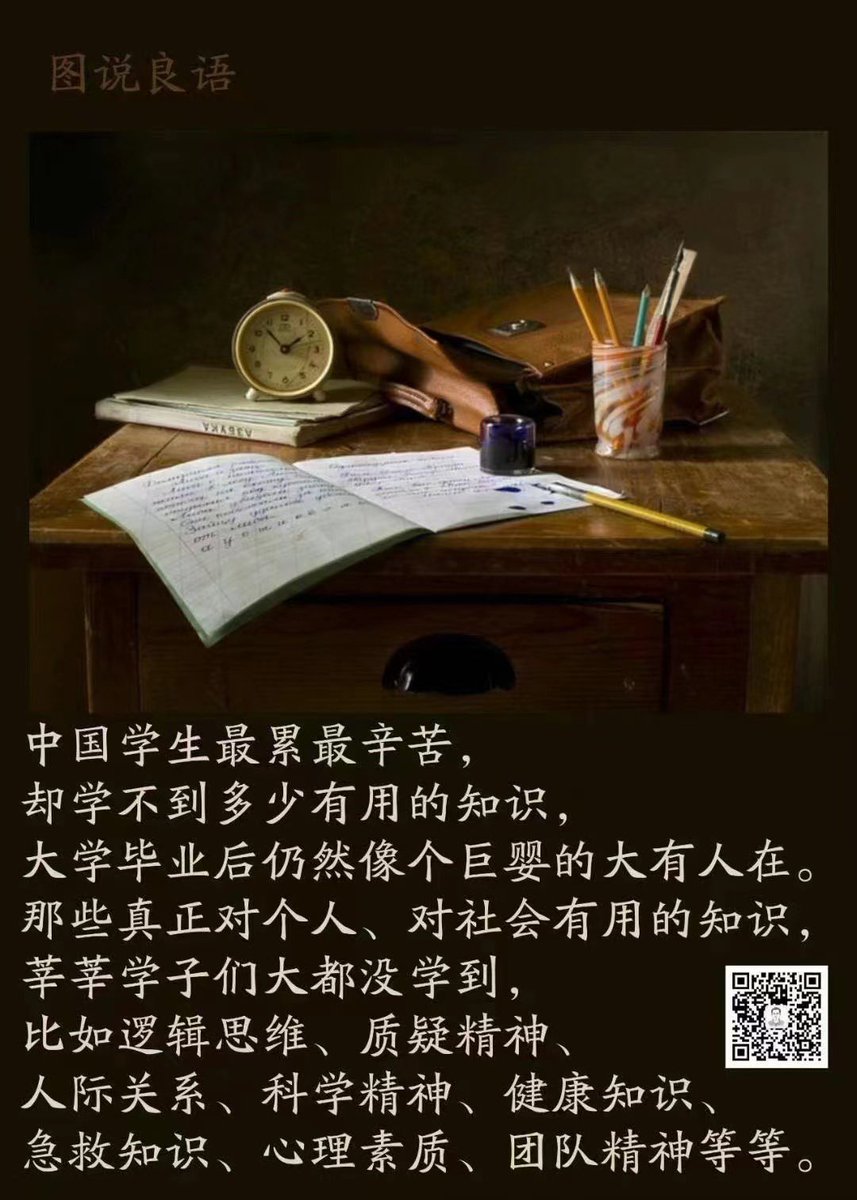 图说良语
АЗБУКА
中国学生最累最辛苦，
却学不到多少有用的知识，
大学毕业后仍然像个巨婴的大有人在。
那些真正对个人、对社会有用的知识，
莘莘学子们大都没学到，
比如逻辑思维、质疑精神、
人际关系、科学精神、健康知识、
急救知识、心理素质、团队精神等等。